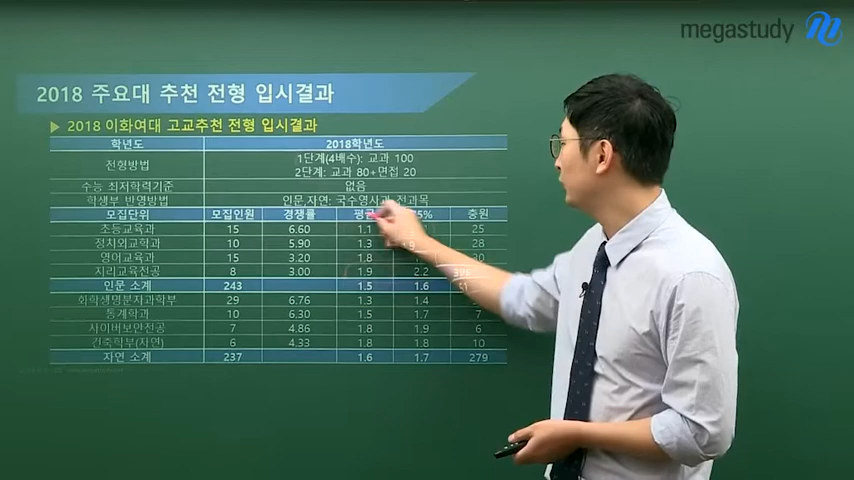 megastudy
2018 주요대 추천 전형 입시결과
2018 이화여대 고교추천 전형 입시결과
학년도 2018학년도
전형방법 1단계(4배수): 교과 100
2단계: 교과 80+면접 20
수능 최저학력기준 없음
학생부 반영방법 인문,자연: 국수영사과 전과목
모집단위 모집인원 경쟁률 평균 충원
초등교육과 15 6.60 1.1 25
정치외교학과 10 5.90 1.3 28
영어교육과 15 3.20 1.8 30
지리교육전공 8 3.00 1.9 2.2
인문 소계 243 1.5 1.6
화학생명분자과학부 29 6.76 1.3 1.4
통계학과 10 6.30 1.5 1.7 7
사이버보안전공 7 4.86 1.8 1.9 6
건축학부(자연) 6 4.33 1.8 1.8 10
자연 소계 237 1.6 1.7 279